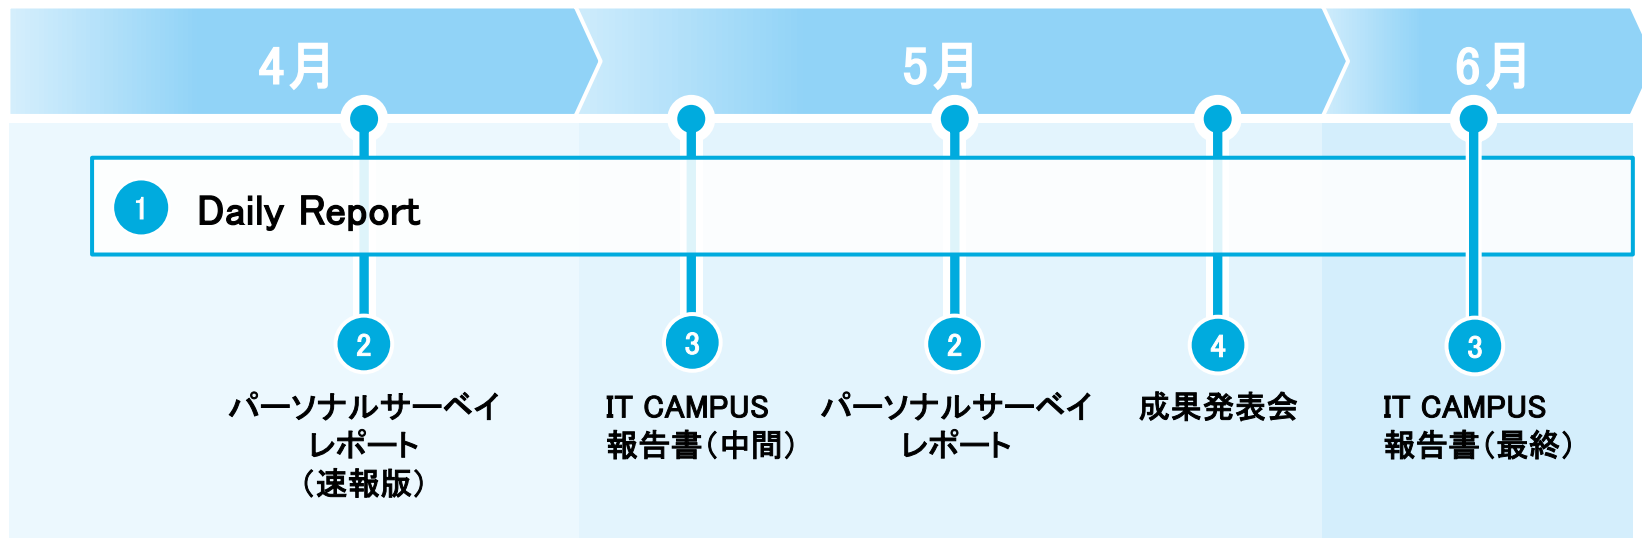 4月
5月
6月
1 Daily Report
2
パーソナルサーベイ
レポート
（速報版）
3
IT CAMPUS
報告書（中間）
2
パーソナルサーベイ
レポート
4
成果発表会
3
IT CAMPUS
報告書（最終）